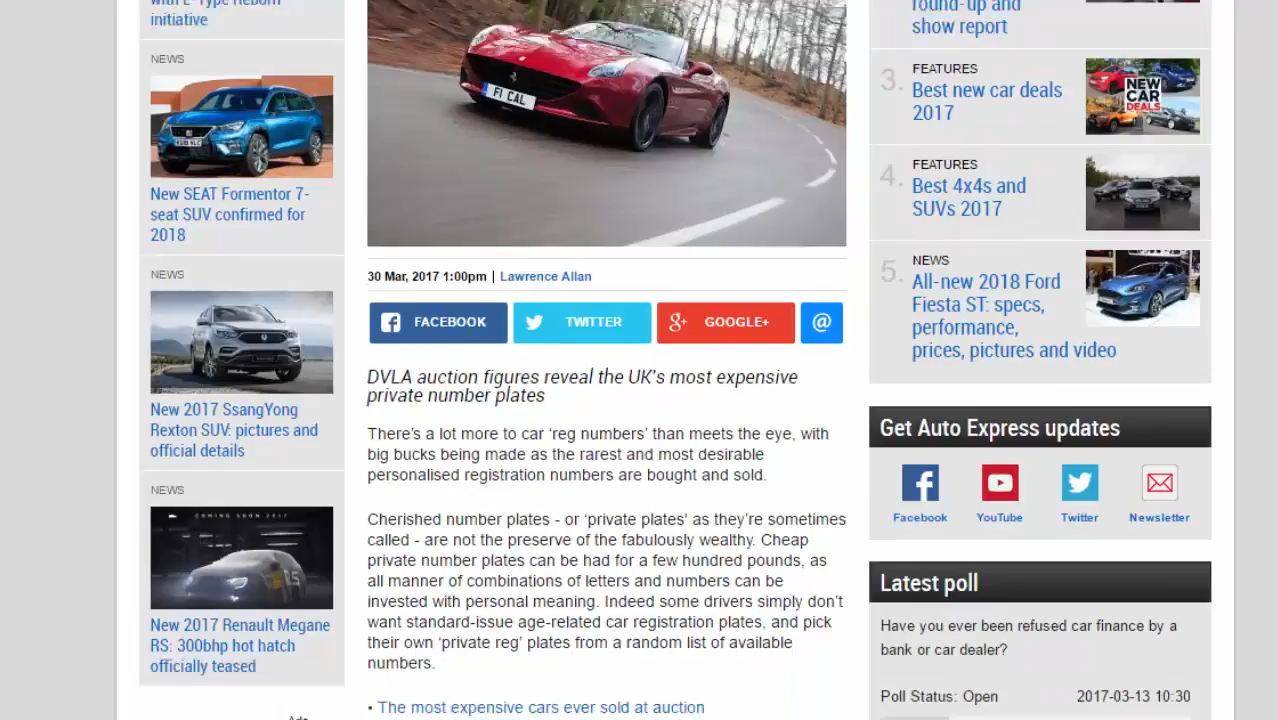 with E-Type Reborn
initiative
NEWS
New SEAT Formentor 7-
seat SUV confirmed for
2018
NEWS
New 2017 SsangYong
Rexton SUV: pictures and
official details
NEWS
COMING SOON 2017
New 2017 Renault Megane
RS: 300bhp hot hatch
officially teased
Ads
F1 CAL
30 Mar, 2017 1:00pm | Lawrence Allan
FACEBOOK
TWITTER
GOOGLE+
@
DVLA auction figures reveal the UK's most expensive
private number plates
There's a lot more to car ‘reg numbers’ than meets the eye, with
big bucks being made as the rarest and most desirable
personalised registration numbers are bought and sold.
Cherished number plates - or ‘private plates’ as they’re sometimes
called - are not the preserve of the fabulously wealthy. Cheap
private number plates can be had for a few hundred pounds, as
all manner of combinations of letters and numbers can be
invested with personal meaning. Indeed some drivers simply don’t
want standard-issue age-related car registration plates, and pick
their own ‘private reg’ plates from a random list of available
numbers.
• The most expensive cars ever sold at auction
round-up and
show report
3.
FEATURES
Best new car deals
2017
NEW
CAR
DEALS
4.
FEATURES
Best 4x4s and
SUVs 2017
5.
NEWS
All-new 2018 Ford
Fiesta ST: specs,
performance,
prices, pictures and video
Get Auto Express updates
Facebook
YouTube
Twitter
Newsletter
Latest poll
Have you ever been refused car finance by a
bank or car dealer?
Poll Status: Open
2017-03-13 10:30